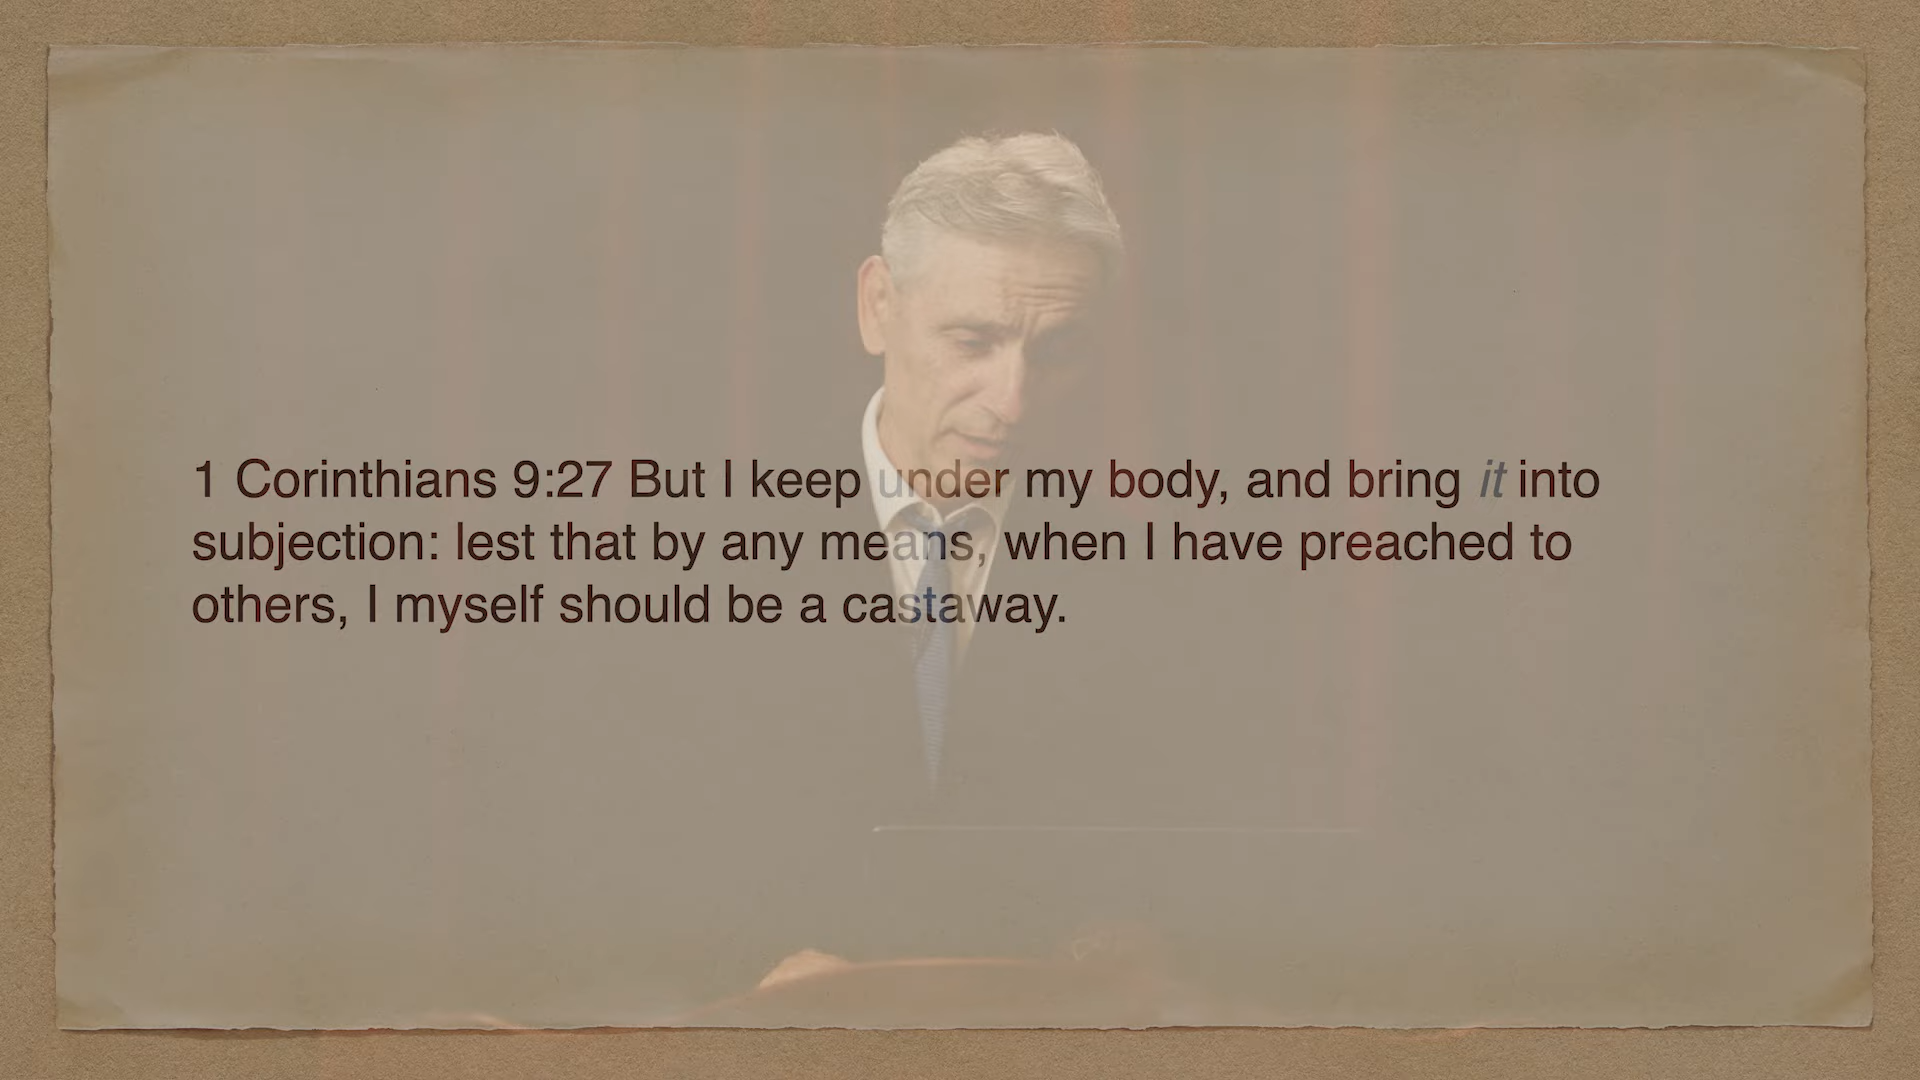 1 Corinthians 9:27 But I keep under my body, and bring it into
subjection: lest that by any means, when I have preached to
others, I myself should be a castaway.